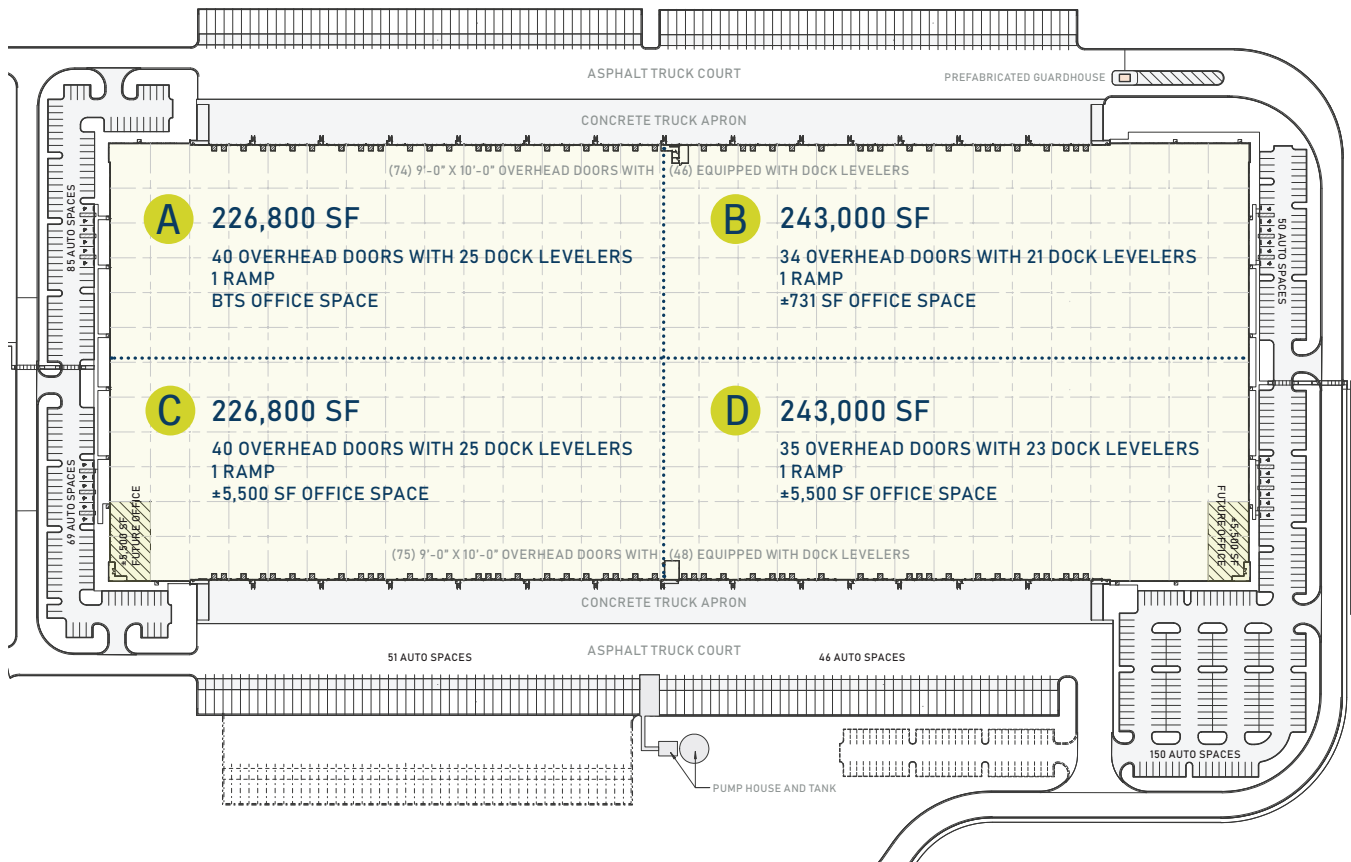 ASPHALT TRUCK COURT
PREFABRICATED GUARDHOUSE
CONCRETE TRUCK APRON
(74) 9'-0" X 10'-0" OVERHEAD DOORS WITH (46) EQUIPPED WITH DOCK LEVELERS
85 AUTO SPACES
A
226,800 SF
40 OVERHEAD DOORS WITH 25 DOCK LEVELERS
1 RAMP
BTS OFFICE SPACE
B
243,000 SF
34 OVERHEAD DOORS WITH 21 DOCK LEVELERS
1 RAMP
±731 SF OFFICE SPACE
50 AUTO SPACES
C
226,800 SF
40 OVERHEAD DOORS WITH 25 DOCK LEVELERS
1 RAMP
±5,500 SF OFFICE SPACE
D
243,000 SF
35 OVERHEAD DOORS WITH 23 DOCK LEVELERS
1 RAMP
±5,500 SF OFFICE SPACE
69 AUTO SPACES
±5,500 SF
FUTURE OFFICE
±5,500 SF
FUTURE OFFICE
(75) 9'-0" X 10'-0" OVERHEAD DOORS WITH (48) EQUIPPED WITH DOCK LEVELERS
CONCRETE TRUCK APRON
51 AUTO SPACES
ASPHALT TRUCK COURT
46 AUTO SPACES
150 AUTO SPACES
PUMP HOUSE AND TANK